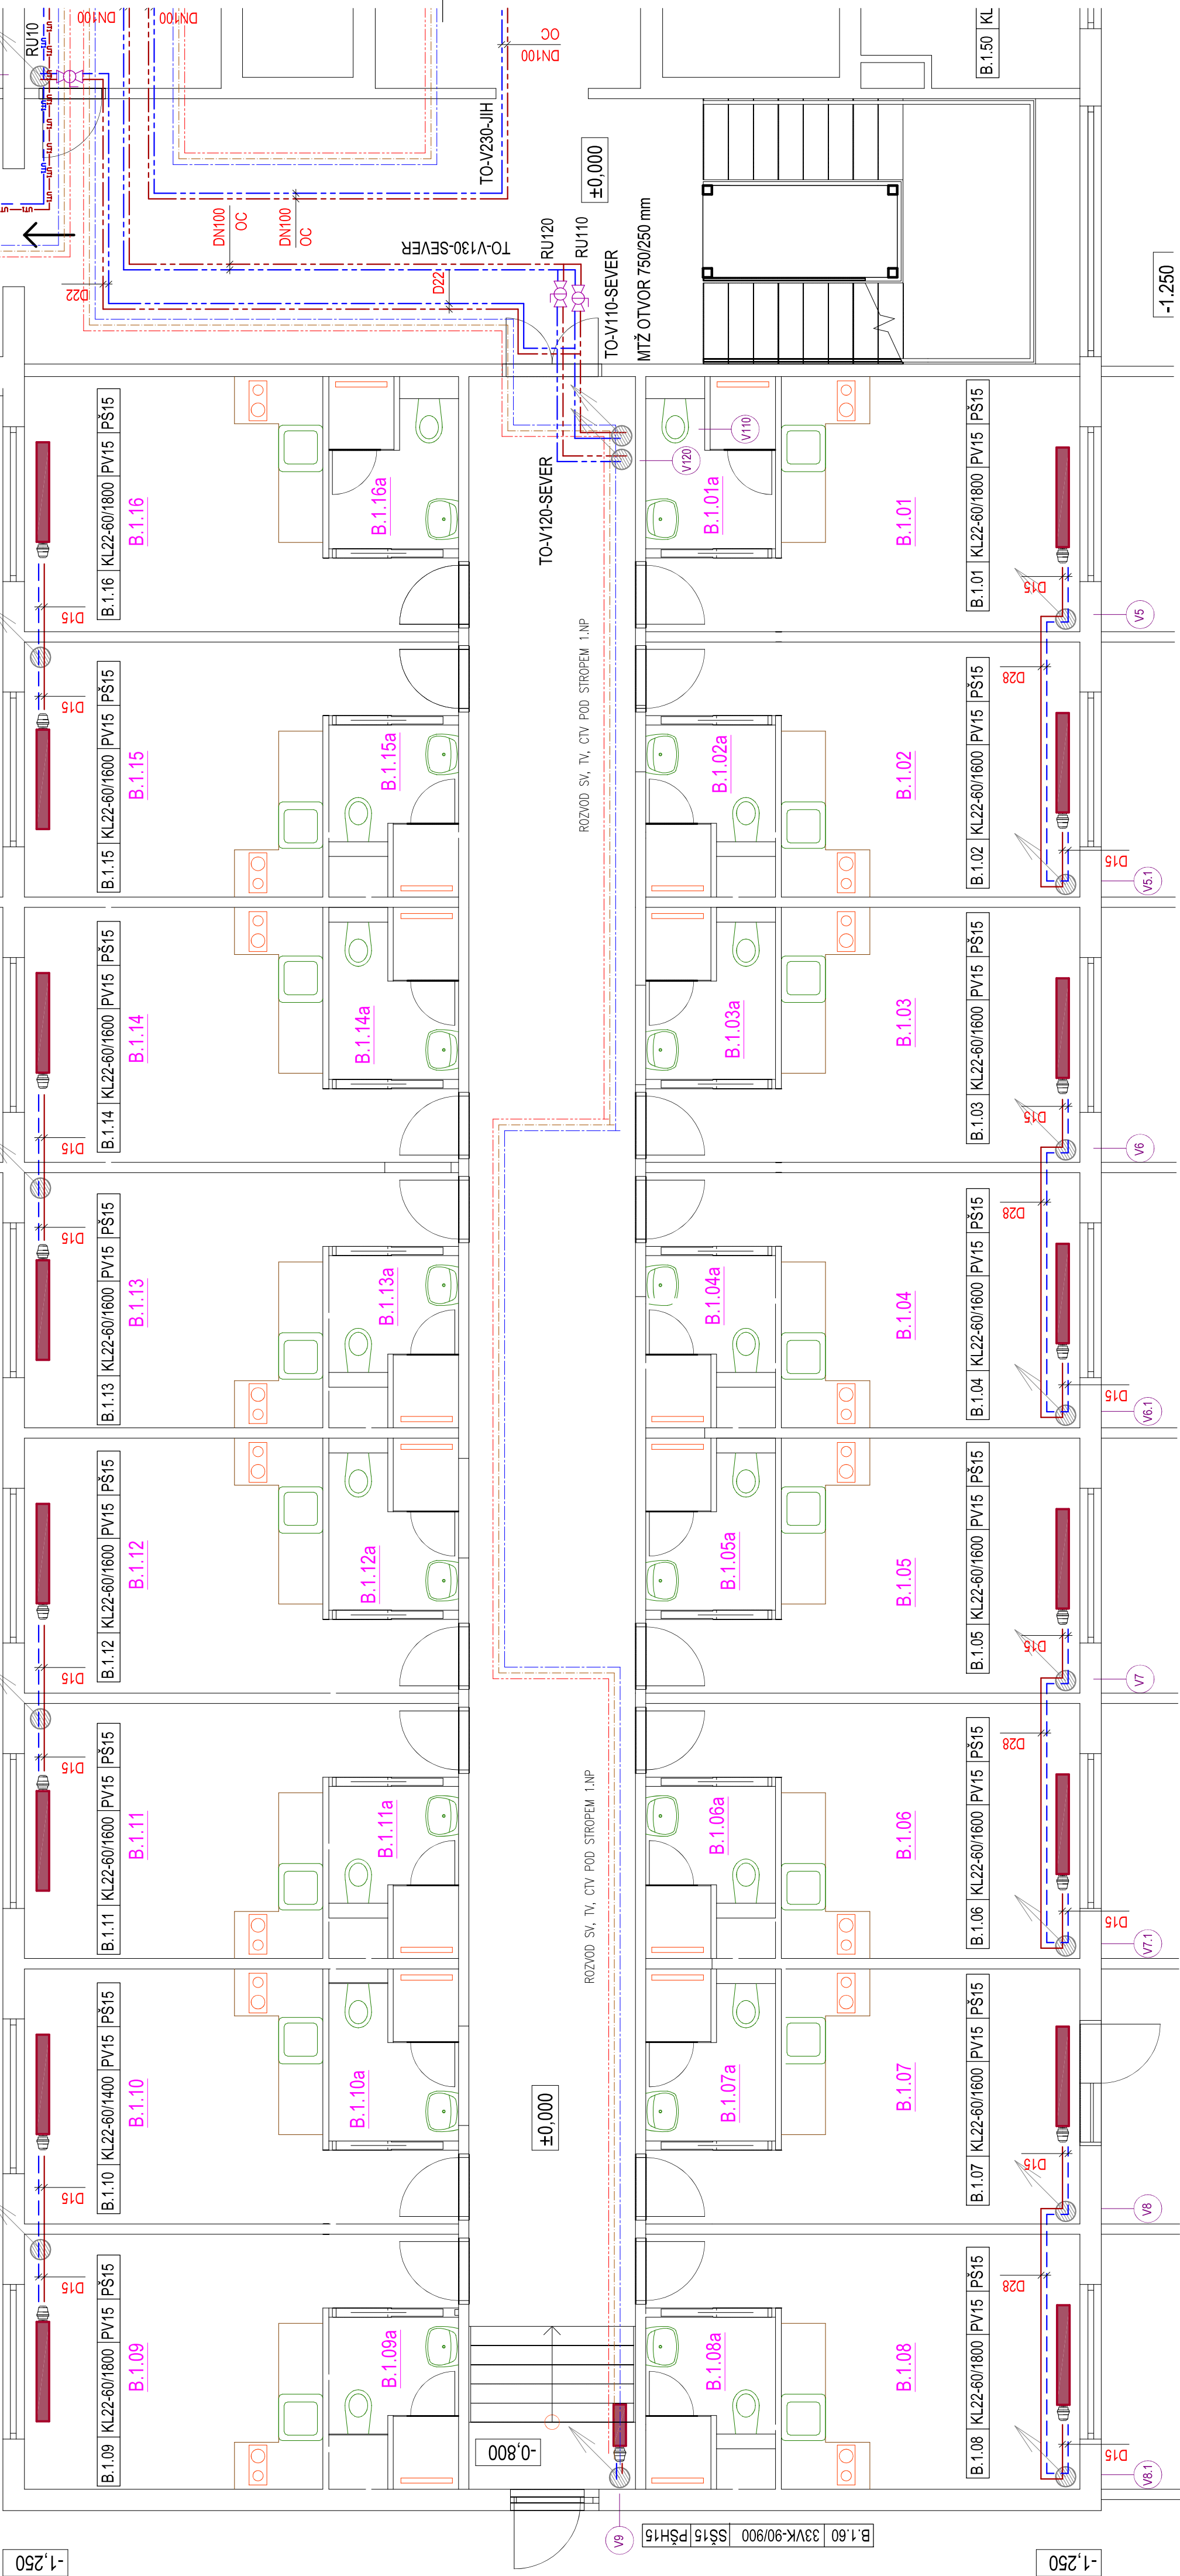 DN100
DN100
RU10
DN100
OC
B.1.50 KL
TO-V230-JIH
±0,000
DN100
OC
DN100
OC
TO-V130-SEVER
D22
D22
RU120
RU110
TO-V110-SEVER
MTŽ OTVOR 750/250 mm
-1.250
TO-V120-SEVER
V110
V120
B.1.16 KL22-60/1800 PV15 PŠ15
B.1.16
B.1.16a
D15
B.1.01a
B.1.01
B.1.01 KL22-60/1800 PV15 PŠ15
D15
V5
ROZVOD SV, TV, CTV POD STROPEM 1.NP
B.1.15 KL22-60/1600 PV15 PŠ15
B.1.15
B.1.15a
D15
B.1.02a
B.1.02
B.1.02 KL22-60/1600 PV15 PŠ15
D28
D15
V5.1
B.1.14 KL22-60/1600 PV15 PŠ15
B.1.14
B.1.14a
D15
B.1.03a
B.1.03
B.1.03 KL22-60/1600 PV15 PŠ15
D15
V6
B.1.13 KL22-60/1600 PV15 PŠ15
B.1.13
B.1.13a
D15
B.1.04a
B.1.04
B.1.04 KL22-60/1600 PV15 PŠ15
D28
D15
V6.1
B.1.12 KL22-60/1600 PV15 PŠ15
B.1.12
B.1.12a
D15
B.1.05a
B.1.05
B.1.05 KL22-60/1600 PV15 PŠ15
D15
V7
B.1.11 KL22-60/1600 PV15 PŠ15
B.1.11
B.1.11a
D15
ROZVOD SV, TV, CTV POD STROPEM 1.NP
B.1.06a
B.1.06
B.1.06 KL22-60/1600 PV15 PŠ15
D28
D15
V7.1
B.1.10 KL22-60/1400 PV15 PŠ15
B.1.10
B.1.10a
D15
±0,000
B.1.07a
B.1.07
B.1.07 KL22-60/1600 PV15 PŠ15
D15
V8
B.1.09 KL22-60/1800 PV15 PŠ15
B.1.09
B.1.09a
D15
-0,800
B.1.08a
B.1.08
B.1.08 KL22-60/1800 PV15 PŠ15
D28
D15
V8.1
V9
B.1.60 33VK-90/900 SŠ15 PŠH15
-1,250
-1,250